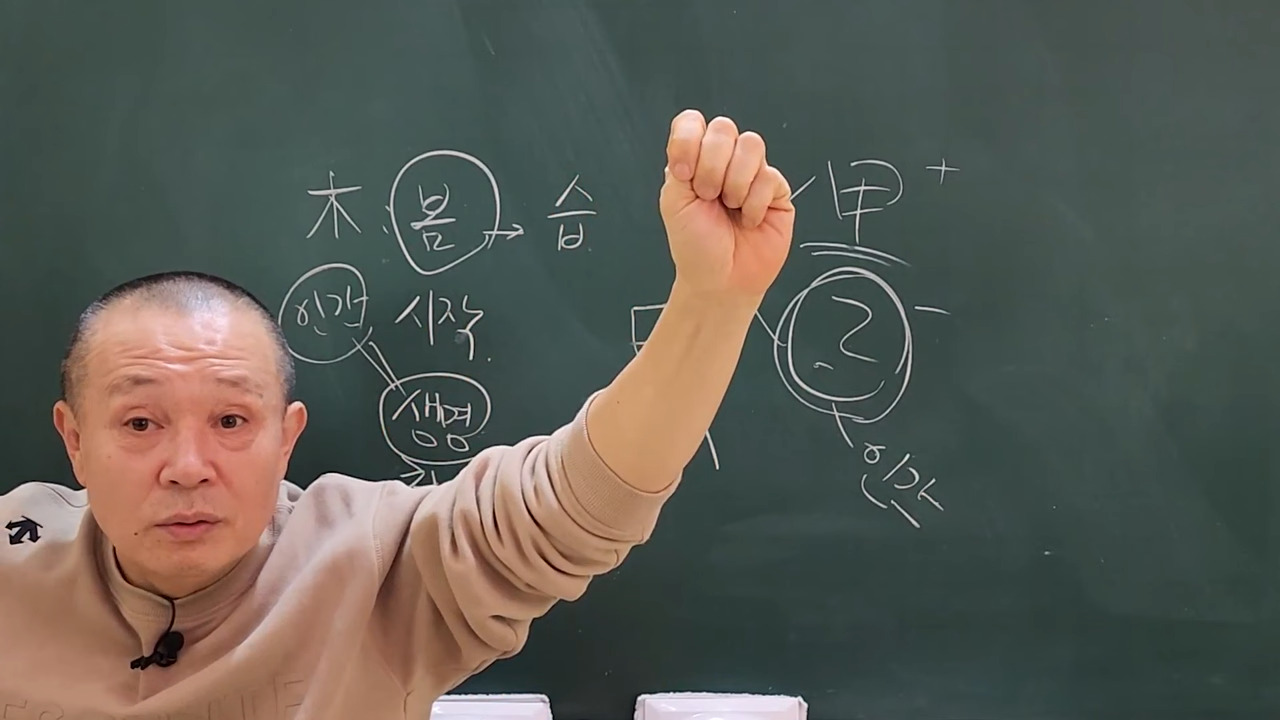 木 : 봄 → 습 甲 +
인간 시작. 乙 -
생명
인간